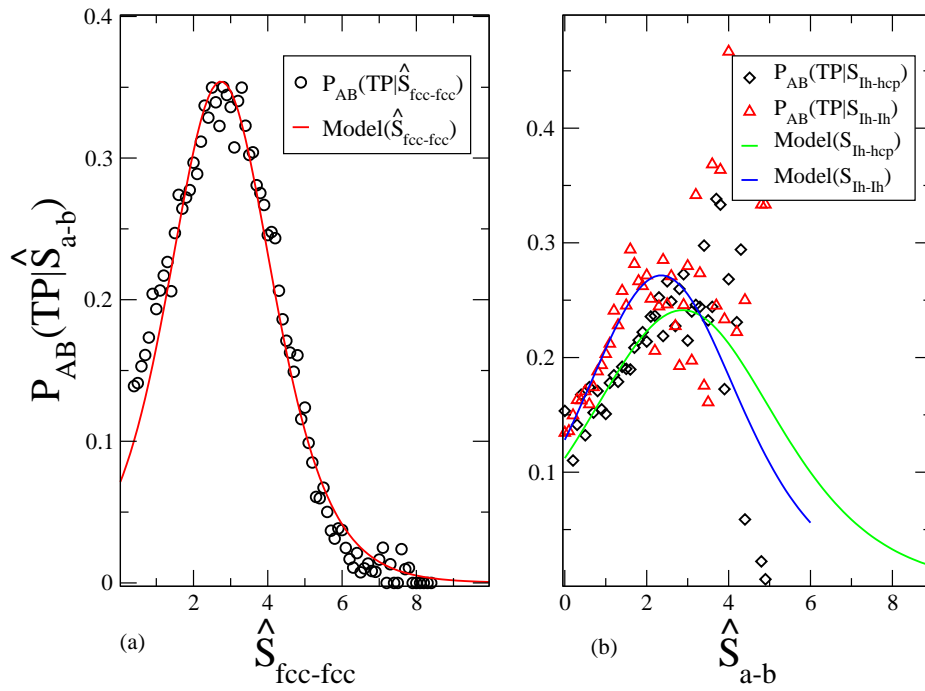 0.4
0.3
0.2
0.1
0
P_AB(TP|Ŝ_a-b)
P_AB(TP|Ŝ_fcc-fcc)
Model(Ŝ_fcc-fcc)
0 2 4 6 8
(a)
Ŝ_fcc-fcc
P_AB(TP|S_Ih-hcp)
P_AB(TP|S_Ih-Ih)
Model(S_Ih-hcp)
Model(S_Ih-Ih)
0.4
0.3
0.2
0.1
0 2 4 6 8
(b)
Ŝ_a-b